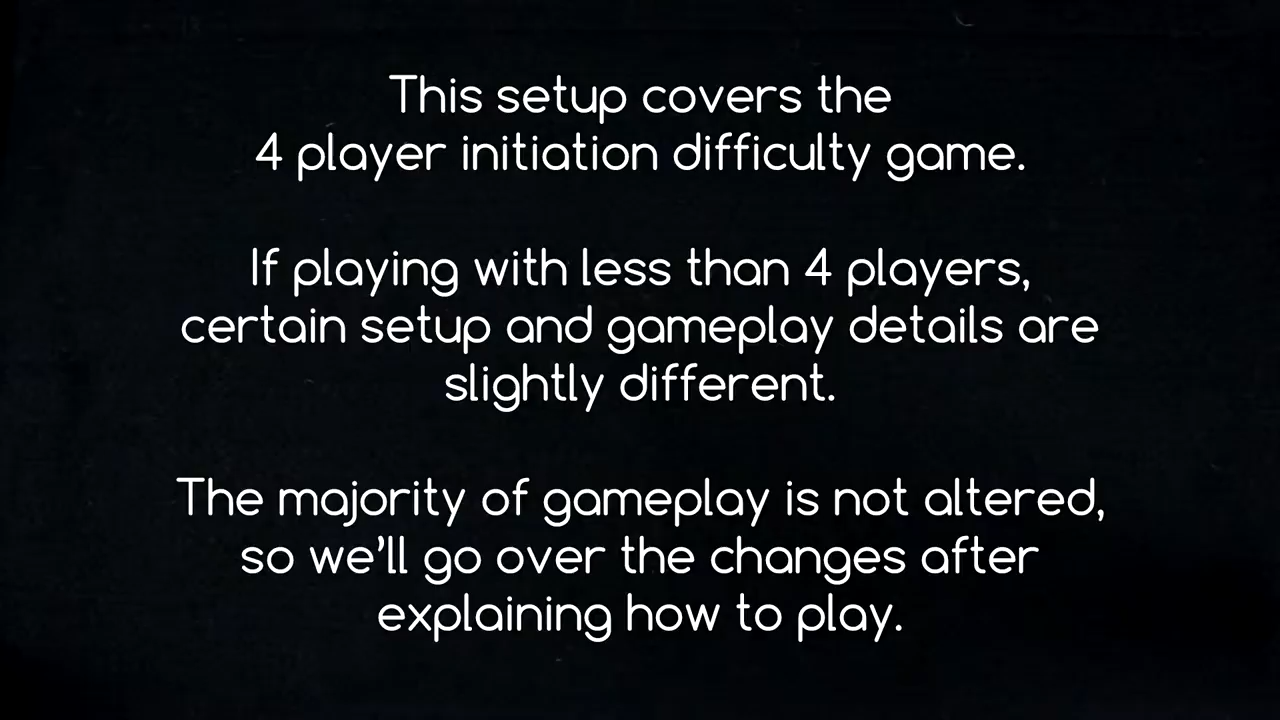 This setup covers the
4 player initiation difficulty game.
If playing with less than 4 players,
certain setup and gameplay details are
slightly different.
The majority of gameplay is not altered,
so we’ll go over the changes after
explaining how to play.